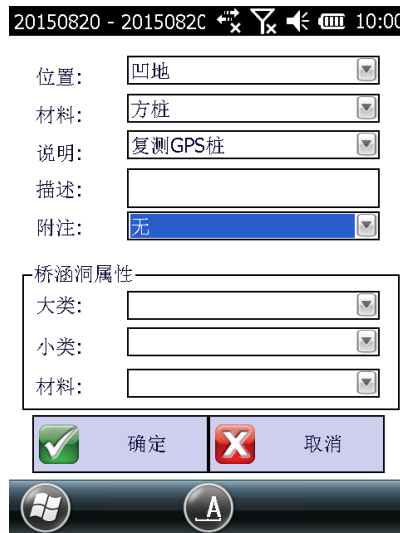 20150820 - 2015082C 10:00
位置: 凹地
材料: 方桩
说明: 复测GPS桩
描述:
附注: 无
桥涵洞属性
大类:
小类:
材料:
确定 取消
A